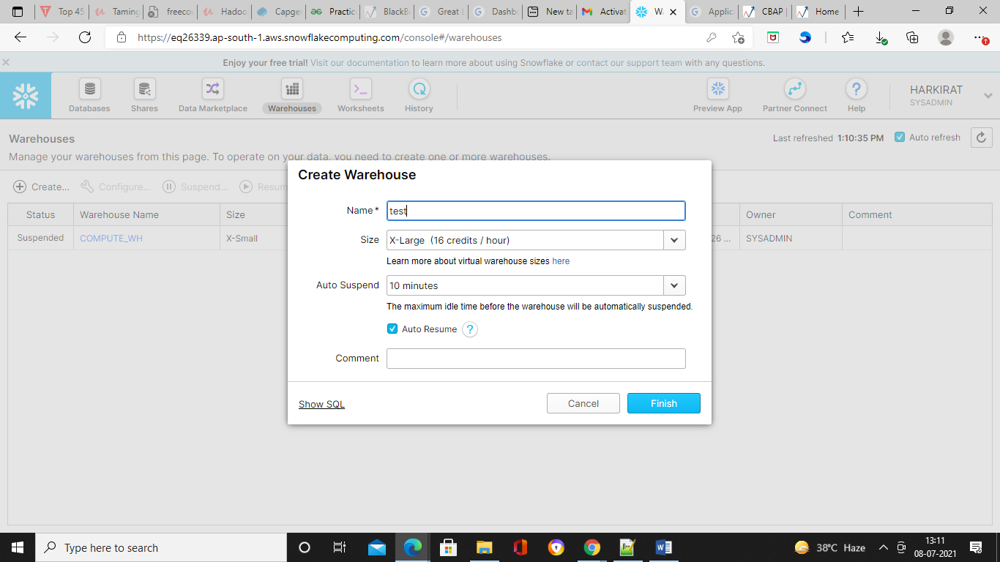 Top 45
Taming
freecou
Hadoo
Capge
Practic
BlackB
Great L
Dashbo
New ta
Activat
Wa
Applic
CBAP
Home
https://eq26339.ap-south-1.aws.snowflakecomputing.com/console#/warehouses
Enjoy your free trial! Visit our documentation to learn more about using Snowflake or contact our support team with any questions.
Databases
Shares
Data Marketplace
Warehouses
Worksheets
History
Preview App
Partner Connect
Help
HARKIRAT
SYSADMIN
Warehouses
Last refreshed 1:10:35 PM
Auto refresh
Manage your warehouses from this page. To operate on your data, you need to create one or more warehouses.
Create...
Configure...
Suspend...
Resum
Status
Warehouse Name
Size
Owner
Comment
Suspended
COMPUTE_WH
X-Small
26 ...
SYSADMIN
Create Warehouse
Name* test
Size X-Large (16 credits / hour)
Learn more about virtual warehouse sizes here
Auto Suspend 10 minutes
The maximum idle time before the warehouse will be automatically suspended.
Auto Resume ?
Comment
Show SQL
Cancel
Finish
Type here to search
38°C Haze
13:11
08-07-2021